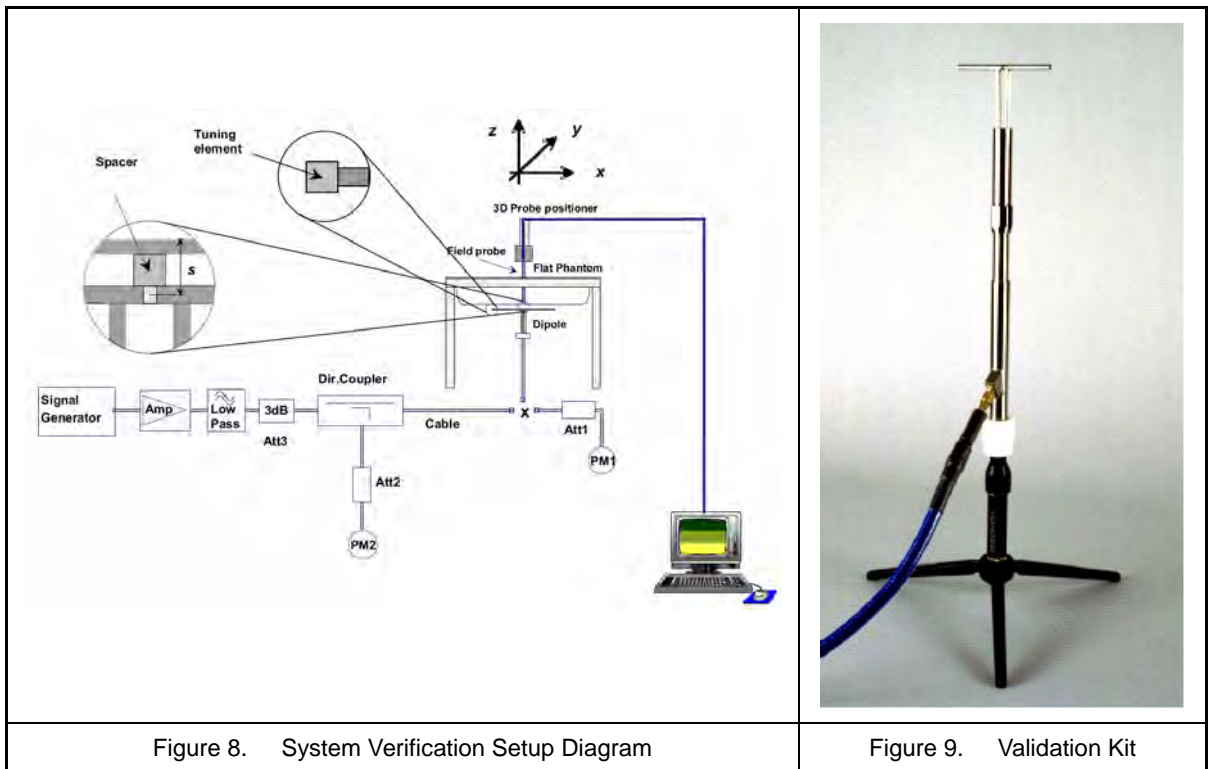 Tuning
element
Spacer
s
z
y
x
3D Probe positioner
Field probe
Flat Phantom
Dipole
Signal
Generator
Amp
Low
Pass
3dB
Att3
Dir.Coupler
Cable
x
Att1
PM1
Att2
PM2
Figure 8. System Verification Setup Diagram
Figure 9. Validation Kit